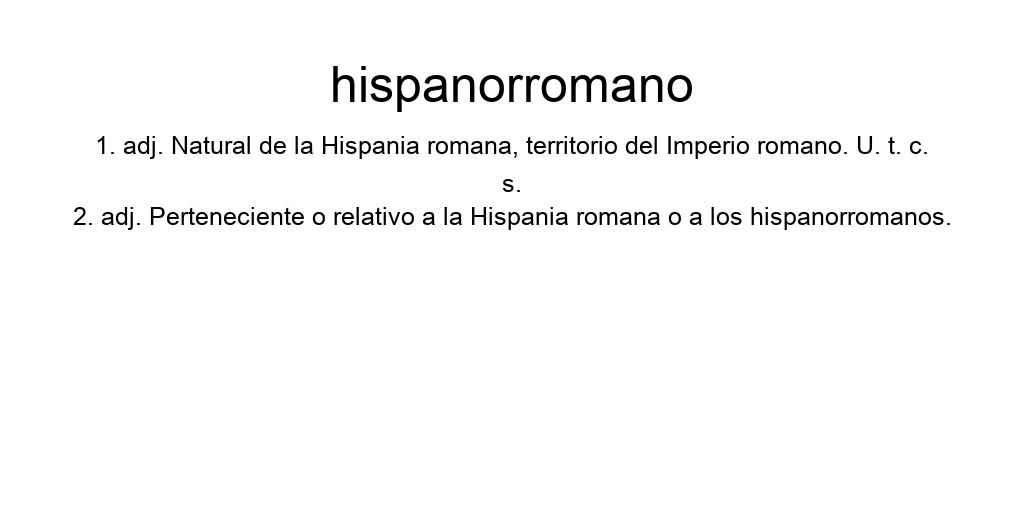 hispanorromano
1. adj. Natural de la Hispania romana, territorio del Imperio romano. U. t. c.
s.
2. adj. Perteneciente o relativo a la Hispania romana o a los hispanorromanos.